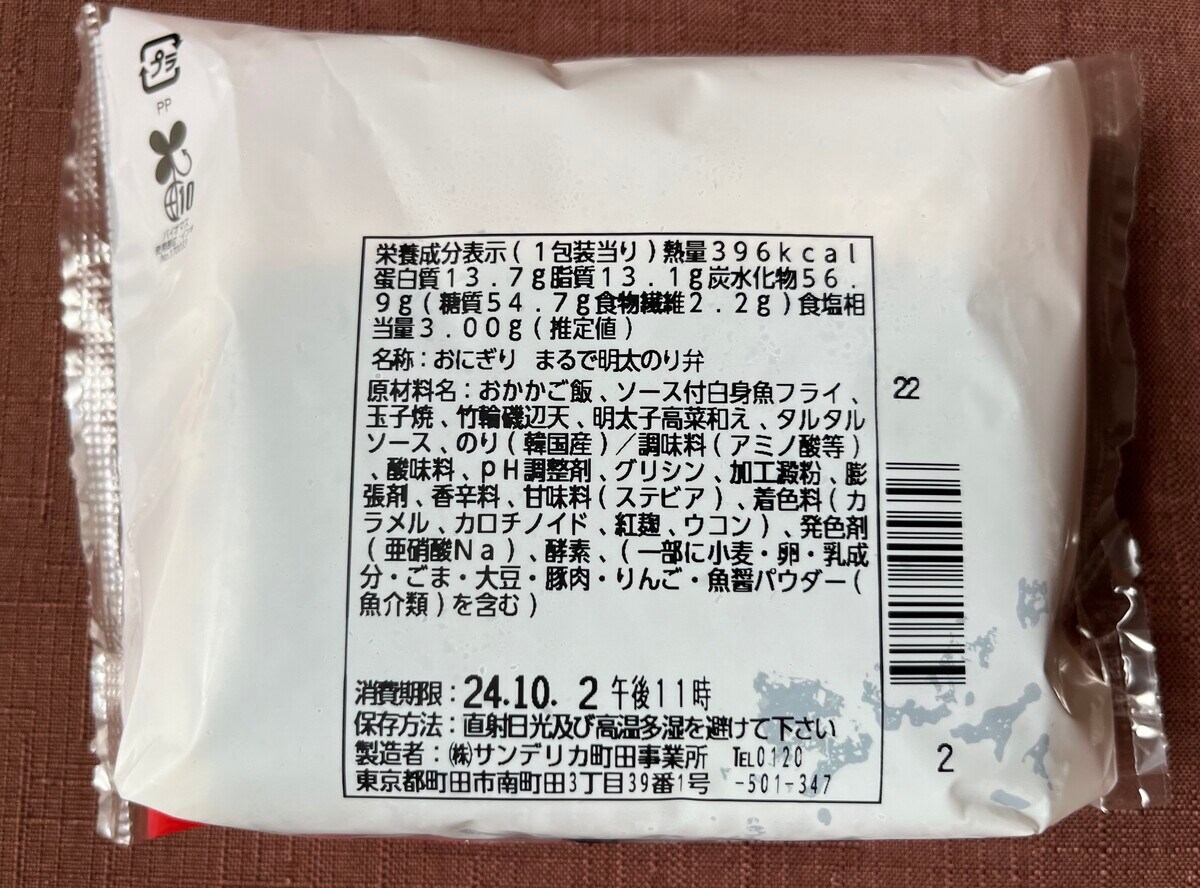 プラ
PP
10
バイオマス
栄養成分表示(1包装当り)熱量396kcal
蛋白質13.7g脂質13.1g炭水化物56.
9g(糖質54.7g食物繊維2.2g)食塩相
当量3.00g(推定値)
名称:おにぎり まるで明太のり弁
原材料名:おかかご飯、ソース付白身魚フライ、
玉子焼、竹輪磯辺天、明太子高菜和え、タルタル
ソース、のり(韓国産)/調味料(アミノ酸等)
、酸味料、pH調整剤、グリシン、加工澱粉、膨
張剤、香辛料、甘味料(ステビア)、着色料(カ
ラメル、カロチノイド、紅麹、ウコン)、発色剤
(亜硝酸Na)、酵素、(一部に小麦・卵・乳成
分・ごま・大豆・豚肉・りんご・魚醤パウダー(
魚介類)を含む)
消費期限:24.10. 2 午後11時
保存方法:直射日光及び高温多湿を避けて下さい
製造者:㈱サンデリカ町田事業所 TEL0120
東京都町田市南町田3丁目39番1号 -501-347
22
2